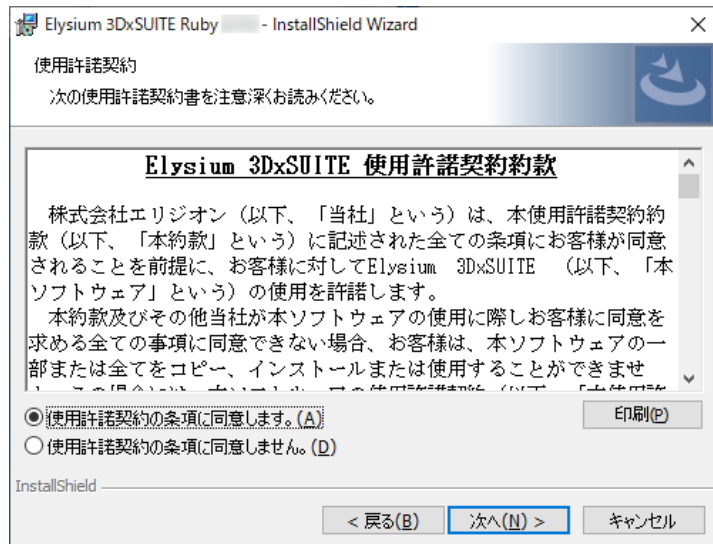 Elysium 3DxSUITE Ruby - InstallShield Wizard
使用許諾契約
次の使用許諾契約書を注意深くお読みください。
Elysium 3DxSUITE 使用許諾契約約款
株式会社エリジオン（以下、「当社」という）は、本使用許諾契約約
款（以下、「本約款」という）に記述された全ての条項にお客様が同意
されることを前提に、お客様に対してElysium 3DxSUITE （以下、「本
ソフトウェア」という）の使用を許諾します。
本約款及びその他当社が本ソフトウェアの使用に際しお客様に同意を
求める全ての事項に同意できない場合、お客様は、本ソフトウェアの一
部または全てをコピー、インストールまたは使用することができませ
使用許諾契約の条項に同意します。(A)
印刷(P)
使用許諾契約の条項に同意しません。(D)
InstallShield
< 戻る(B)
次へ(N) >
キャンセル